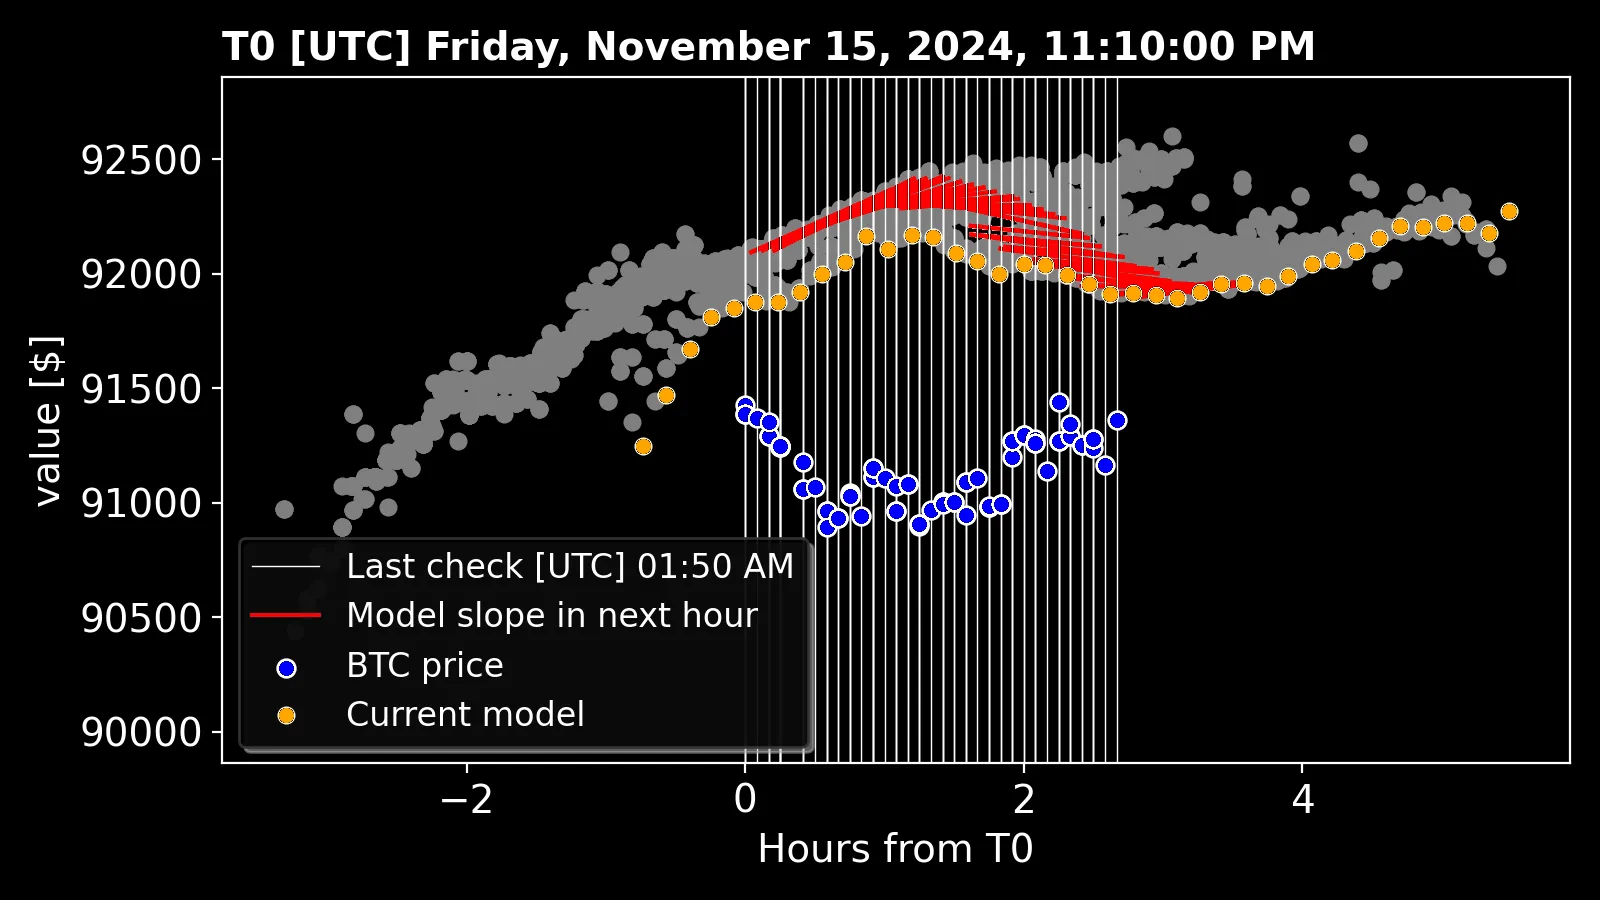 T0 [UTC] Friday, November 15, 2024, 11:10:00 PM
value [$]
92500
92000
91500
91000
90500
90000
Last check [UTC] 01:50 AM
Model slope in next hour
BTC price
Current model
−2 0 2 4
Hours from T0